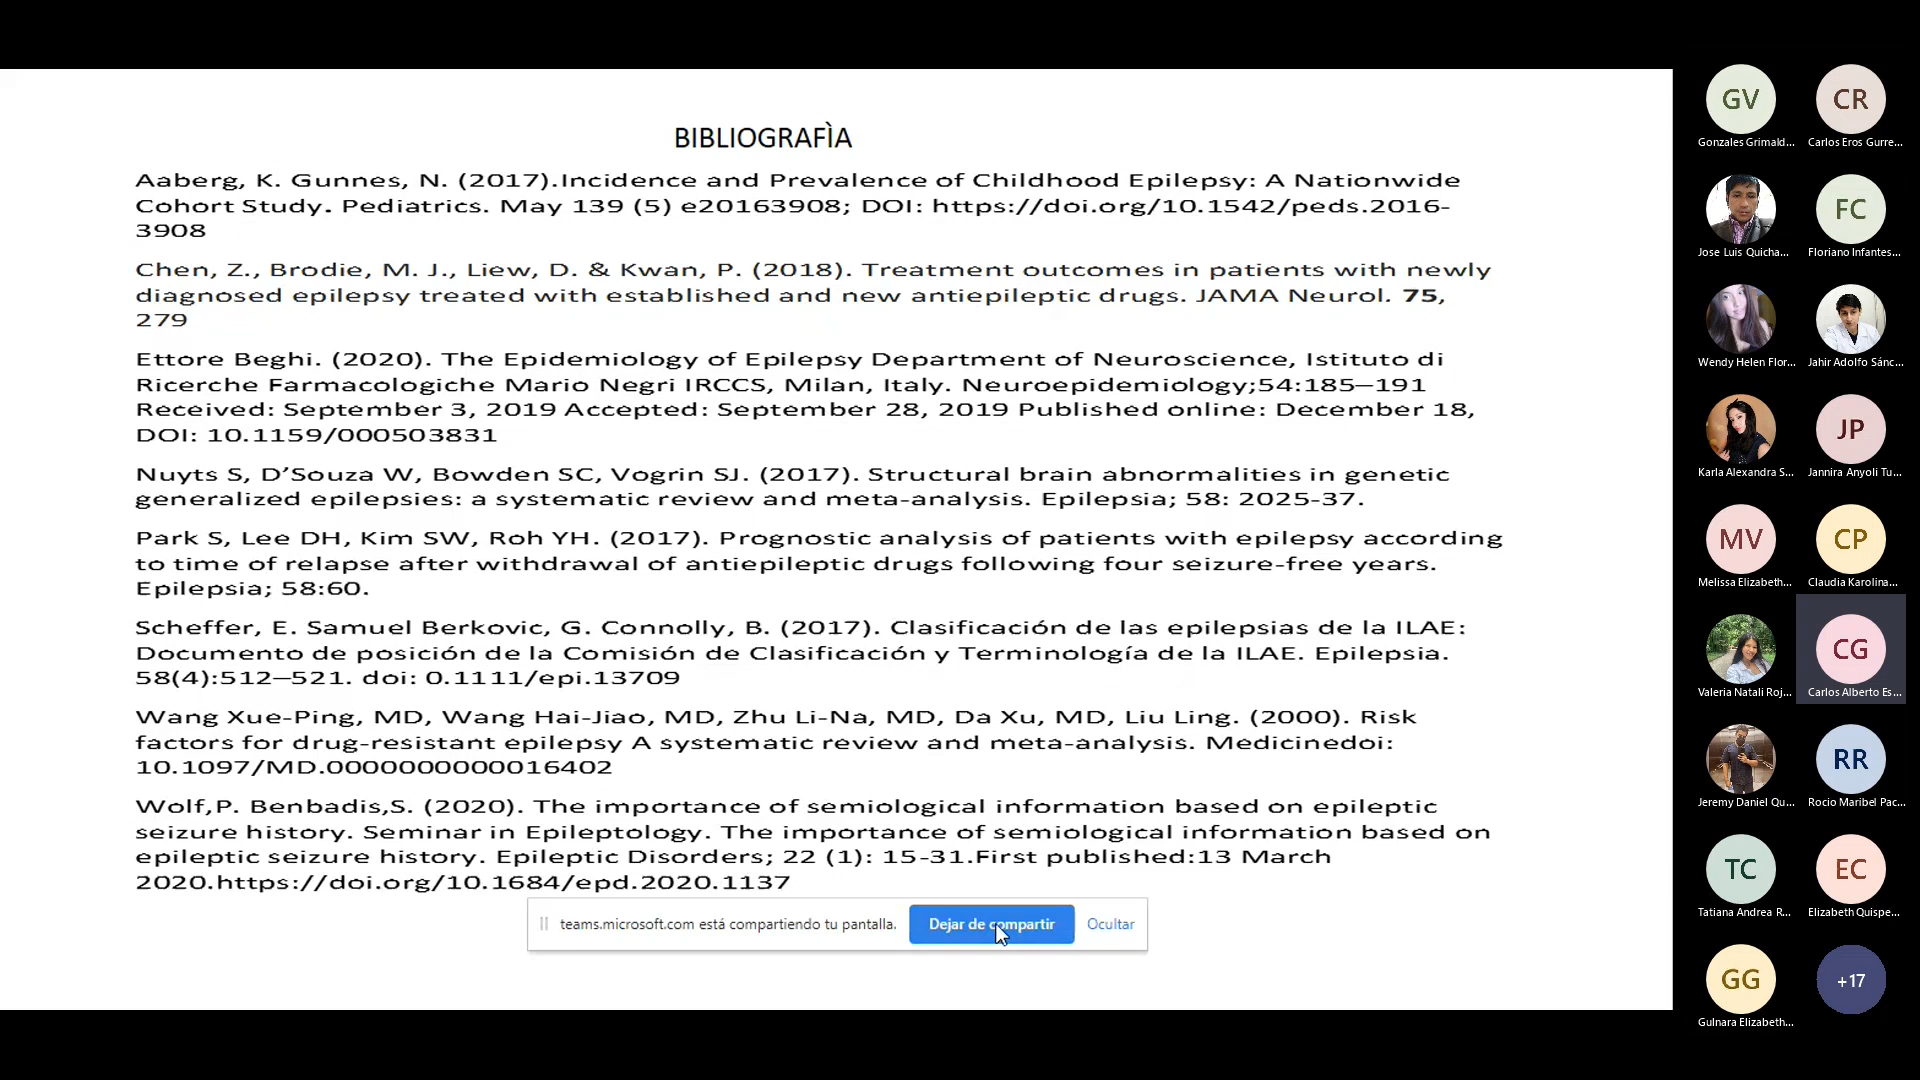 BIBLIOGRAFÌA
Aaberg, K. Gunnes, N. (2017).Incidence and Prevalence of Childhood Epilepsy: A Nationwide
Cohort Study. Pediatrics. May 139 (5) e20163908; DOI: https://doi.org/10.1542/peds.2016-
3908
Chen, Z., Brodie, M. J., Liew, D. & Kwan, P. (2018). Treatment outcomes in patients with newly
diagnosed epilepsy treated with established and new antiepileptic drugs. JAMA Neurol. 75,
279
Ettore Beghi. (2020). The Epidemiology of Epilepsy Department of Neuroscience, Istituto di
Ricerche Farmacologiche Mario Negri IRCCS, Milan, Italy. Neuroepidemiology;54:185–191
Received: September 3, 2019 Accepted: September 28, 2019 Published online: December 18,
DOI: 10.1159/000503831
Nuyts S, D’Souza W, Bowden SC, Vogrin SJ. (2017). Structural brain abnormalities in genetic
generalized epilepsies: a systematic review and meta-analysis. Epilepsia; 58: 2025-37.
Park S, Lee DH, Kim SW, Roh YH. (2017). Prognostic analysis of patients with epilepsy according
to time of relapse after withdrawal of antiepileptic drugs following four seizure-free years.
Epilepsia; 58:60.
Scheffer, E. Samuel Berkovic, G. Connolly, B. (2017). Clasificación de las epilepsias de la ILAE:
Documento de posición de la Comisión de Clasificación y Terminología de la ILAE. Epilepsia.
58(4):512–521. doi: 0.1111/epi.13709
Wang Xue-Ping, MD, Wang Hai-Jiao, MD, Zhu Li-Na, MD, Da Xu, MD, Liu Ling. (2000). Risk
factors for drug-resistant epilepsy A systematic review and meta-analysis. Medicinedoi:
10.1097/MD.0000000000016402
Wolf,P. Benbadis,S. (2020). The importance of semiological information based on epileptic
seizure history. Seminar in Epileptology. The importance of semiological information based on
epileptic seizure history. Epileptic Disorders; 22 (1): 15-31.First published:13 March
2020.https://doi.org/10.1684/epd.2020.1137
teams.microsoft.com está compartiendo tu pantalla. Dejar de compartir Ocultar
GV CR
Gonzales Grimald... Carlos Eros Gurre...
FC
Jose Luis Quicha... Floriano Infantes...
Wendy Helen Flor... Jahir Adolfo Sánc...
JP
Karla Alexandra S... Jannira Anyoli Tu...
MV CP
Melissa Elizabeth... Claudia Karolina...
CG
Valeria Natali Roj... Carlos Alberto Es...
RR
Jeremy Daniel Qu... Rocio Maribel Pac...
TC EC
Tatiana Andrea R... Elizabeth Quispe...
GG +17
Gulnara Elizabeth...